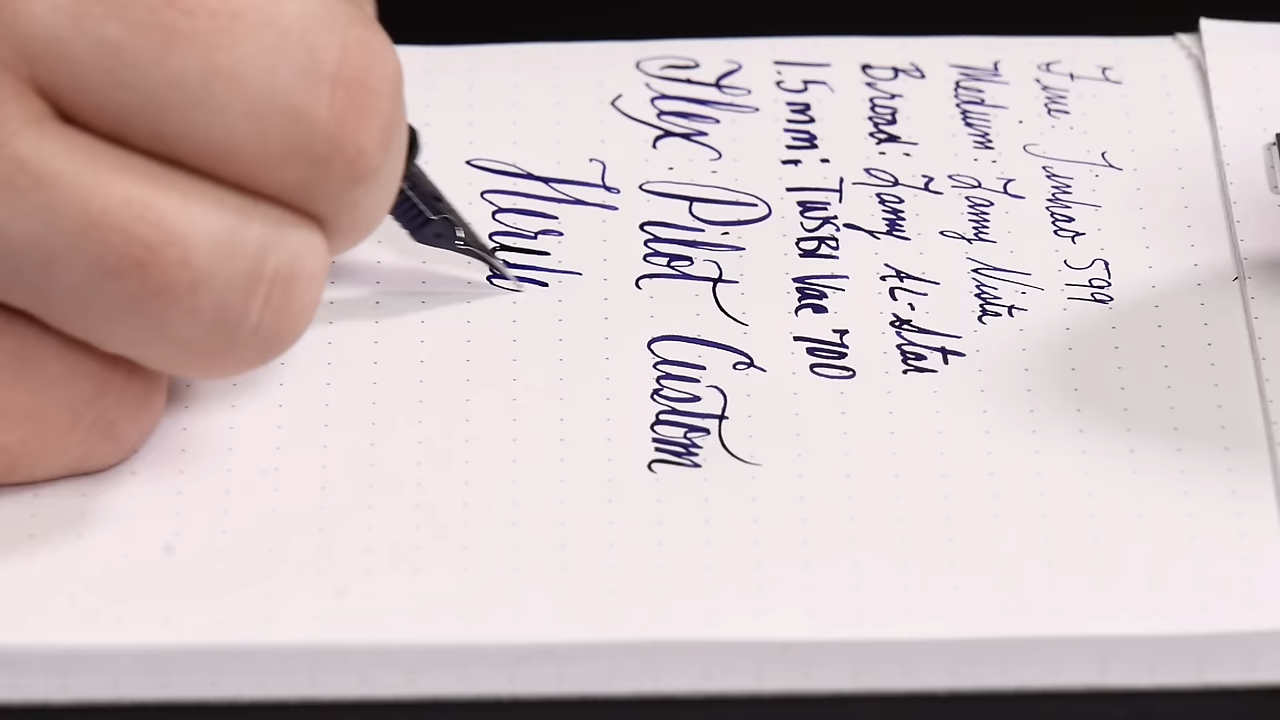 Fine: Jinhao 599
Medium: Lamy Vista
Broad: Lamy AL-Star
1.5mm: TWSBI Vac 700
Flex: Pilot Custom